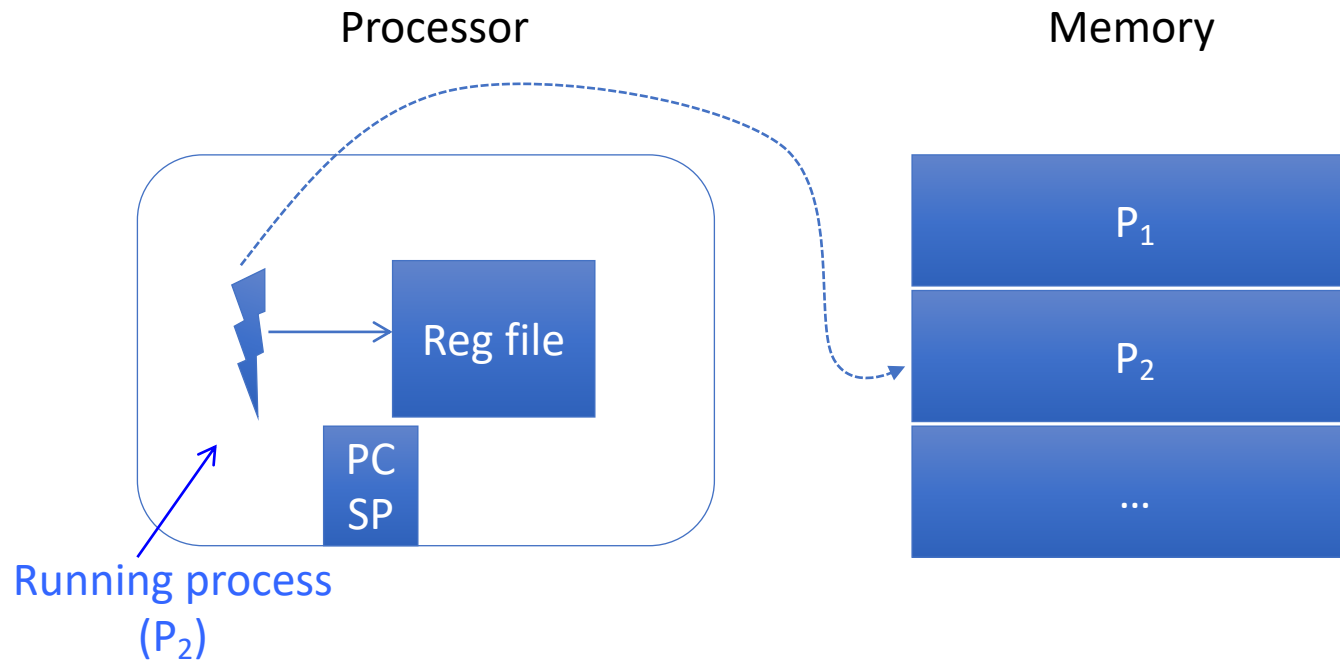 Processor
Memory
P₁
Reg file
P₂
PC
SP
...
Running process
(P₂)